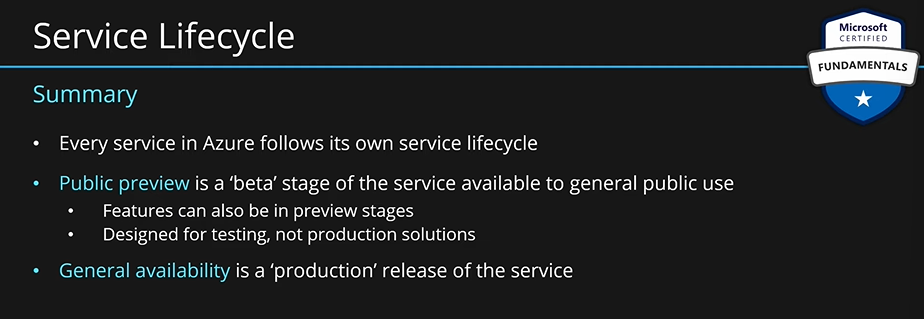 Service Lifecycle
Microsoft
CERTIFIED
FUNDAMENTALS
Summary
• Every service in Azure follows its own service lifecycle
• Public preview is a ‘beta’ stage of the service available to general public use
• Features can also be in preview stages
• Designed for testing, not production solutions
• General availability is a ‘production’ release of the service